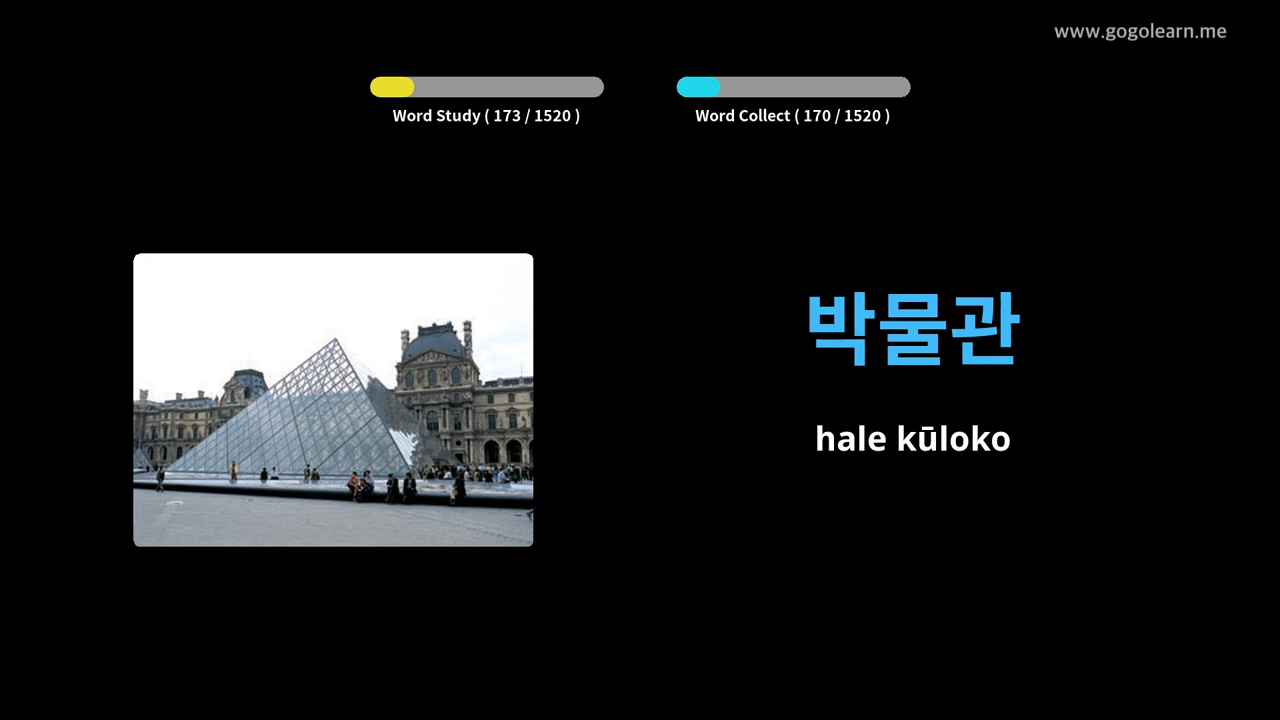 www.gogolearn.me
Word Study ( 173 / 1520 )
Word Collect ( 170 / 1520 )
박물관
hale kūloko